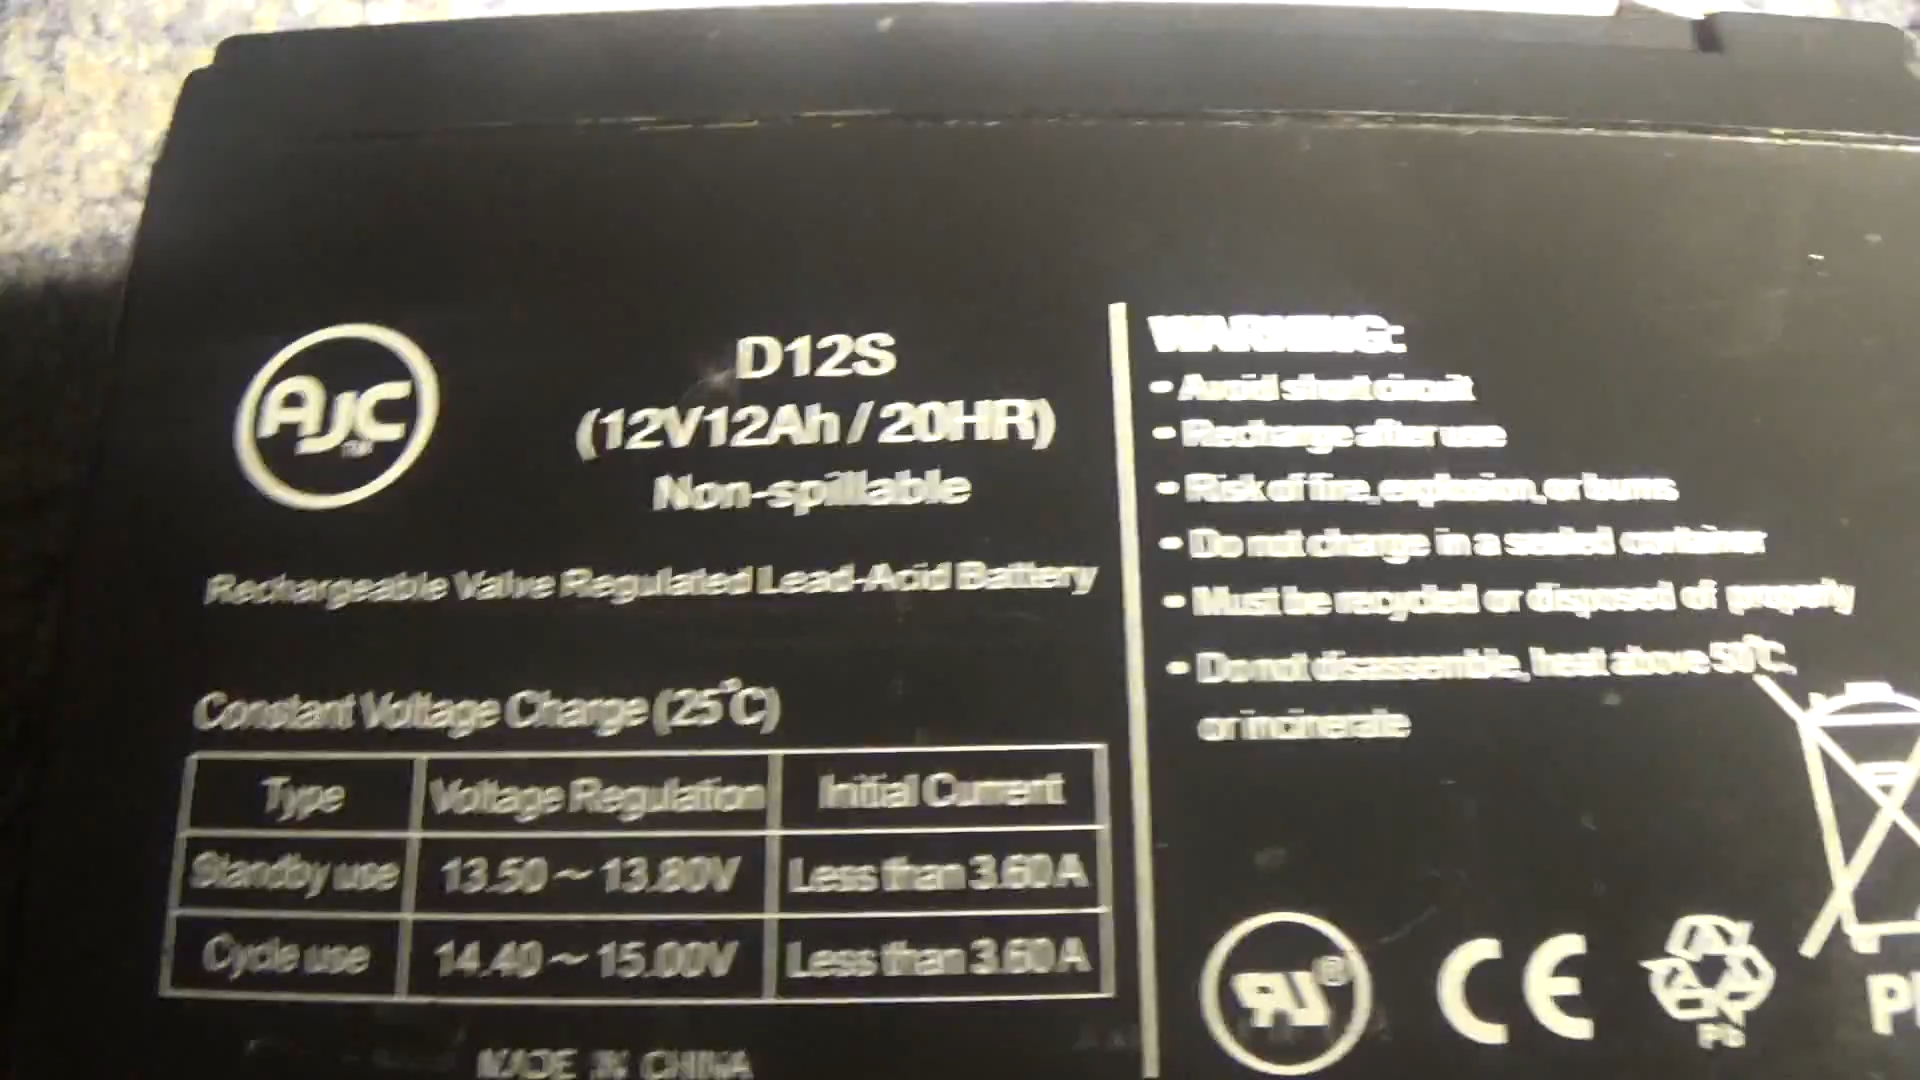 AJC
TM
D12S
(12V12Ah / 20HR)
Non-spillable
Rechargeable Valve Regulated Lead-Acid Battery
Constant Voltage Charge (25°C)
Type Voltage Regulation Initial Current
Standby use 13.50 ~ 13.80V Less than 3.60A
Cycle use 14.40 ~ 15.00V Less than 3.60A
MADE IN CHINA
WARNING:
- Avoid short circuit
- Recharge after use
- Risk of fire, explosion, or burns
- Do not charge in a sealed container
- Must be recycled or disposed of properly
- Do not disassemble, heat above 50°C,
or incinerate
RU®
CE
Pb